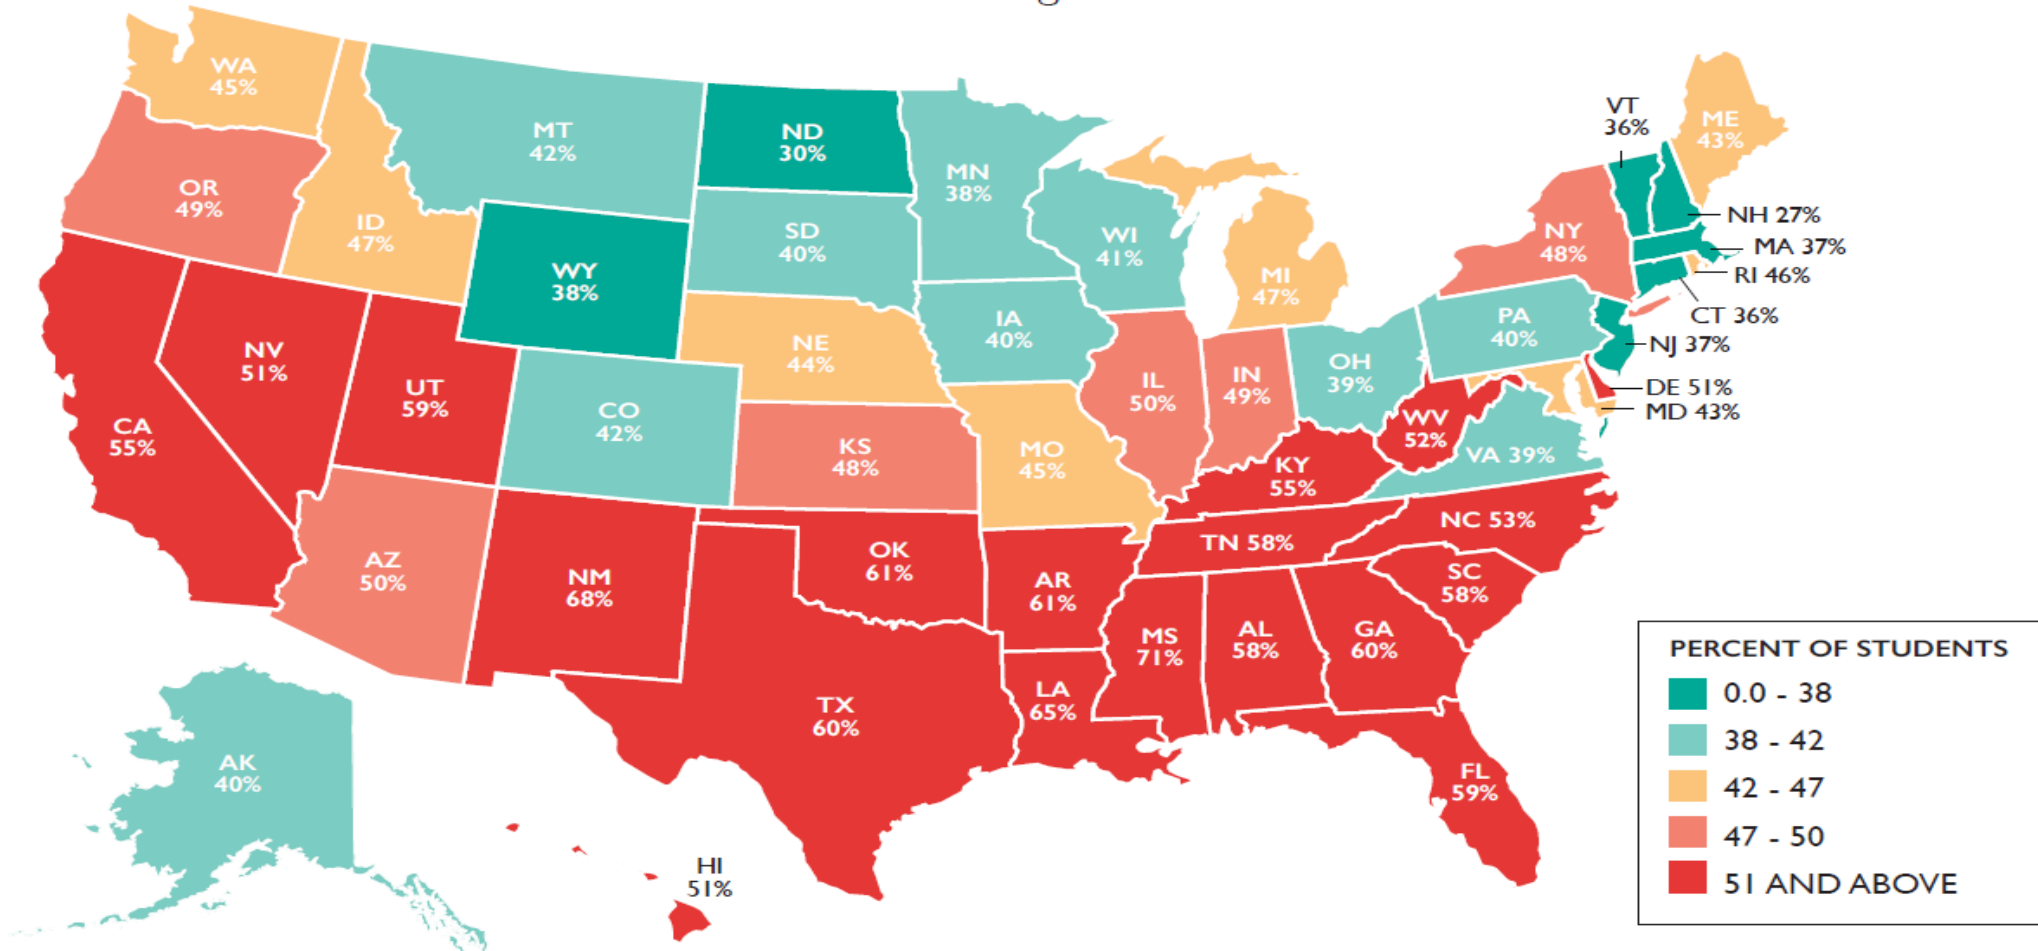 WA
45%
OR
49%
ID
47%
MT
42%
ND
30%
MN
38%
WY
38%
SD
40%
WI
41%
MI
47%
VT
36%
ME
43%
NY
48%
NH 27%
MA 37%
RI 46%
CT 36%
NJ 37%
DE 51%
MD 43%
PA
40%
NV
51%
UT
59%
CA
55%
CO
42%
NE
44%
IA
40%
KS
48%
MO
45%
IL
50%
IN
49%
OH
39%
WV
52%
VA 39%
KY
55%
NC 53%
TN 58%
SC
58%
AZ
50%
NM
68%
OK
61%
AR
61%
MS
71%
AL
58%
GA
60%
LA
65%
TX
60%
FL
59%
AK
40%
HI
51%
PERCENT OF STUDENTS
0.0 - 38
38 - 42
42 - 47
47 - 50
51 AND ABOVE